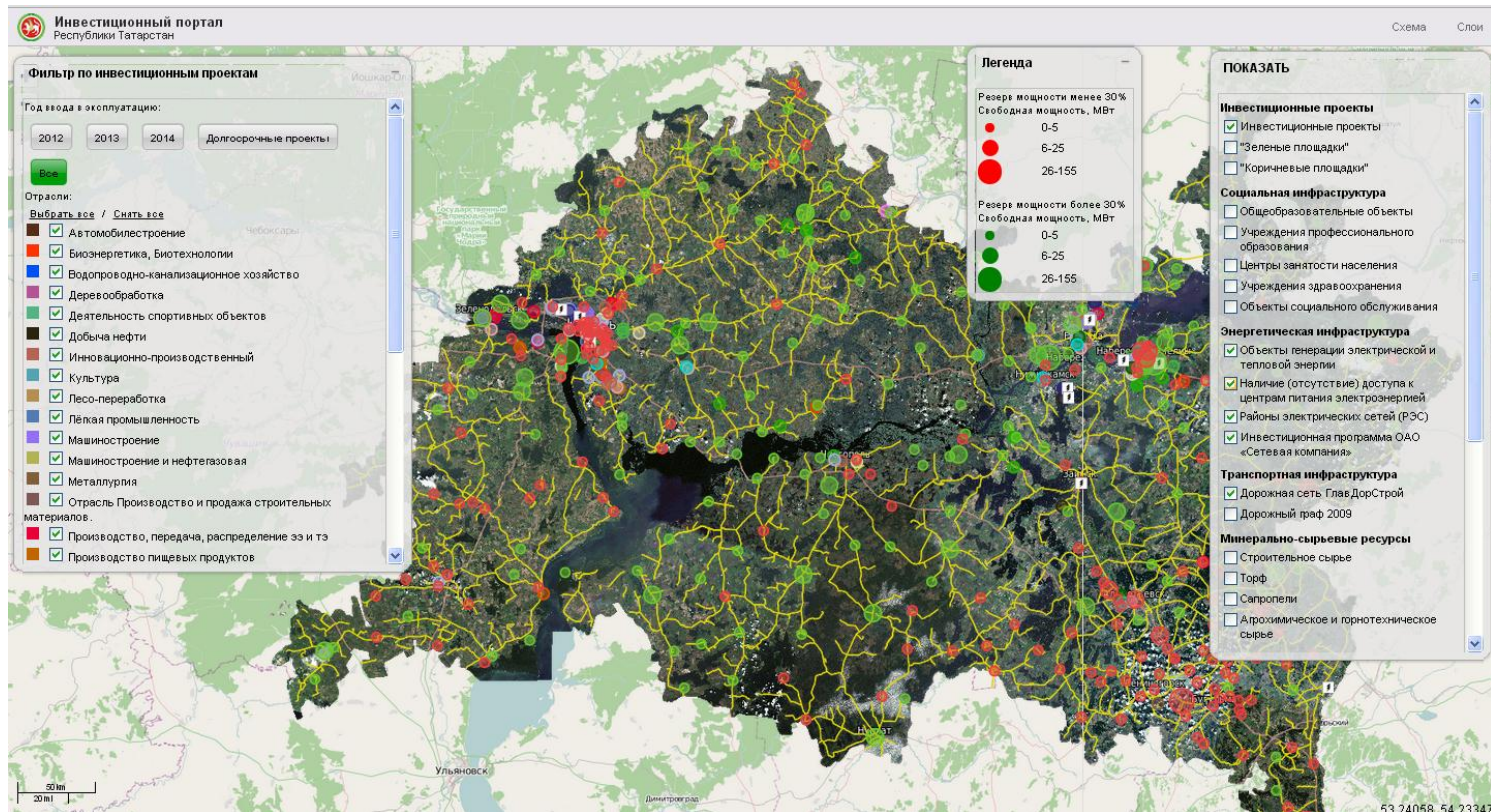 Инвестиционный портал
Республики Татарстан
Схема
Слои
Фильтр по инвестиционным проектам
Год ввода в эксплуатацию:
2012
2013
2014
Долгосрочные проекты
Все
Отрасли:
Выбрать все / Снять все
Автомобилестроение
Биоэнергетика, Биотехнологии
Водопроводно-канализационное хозяйство
Деревообработка
Деятельность спортивных объектов
Добыча нефти
Инновационно-производственный
Культура
Лесо-переработка
Лёгкая промышленность
Машиностроение
Машиностроение и нефтегазовая
Металлургия
Отрасль Производство и продажа строительных
материалов.
Производство, передача, распределение ээ и тэ
Производство пищевых продуктов
Чебоксары
Легенда
Резерв мощности менее 30%
Свободная мощность, МВт
0-5
6-25
26-155
Резерв мощности более 30%
Свободная мощность, МВт
0-5
6-25
26-155
ПОКАЗАТЬ
Инвестиционные проекты
Инвестиционные проекты
"Зеленые площадки"
"Коричневые площадки"
Социальная инфраструктура
Общеобразовательные объекты
Учреждения профессионального
образования
Центры занятости населения
Учреждения здравоохранения
Объекты социального обслуживания
Энергетическая инфраструктура
Объекты генерации электрической и
тепловой энергии
Наличие (отсутствие) доступа к
центрам питания электроэнергией
Районы электрических сетей (РЭС)
Инвестиционная программа ОАО
«Сетевая компания»
Транспортная инфраструктура
Дорожная сеть ГлавДорСтрой
Дорожный граф 2009
Минерально-сырьевые ресурсы
Строительное сырье
Торф
Сапропели
Агрохимическое и горнотехническое
сырье
Нурлат
Ульяновск
Димитровград
50 km
20 mi
53.24058, 54.23347